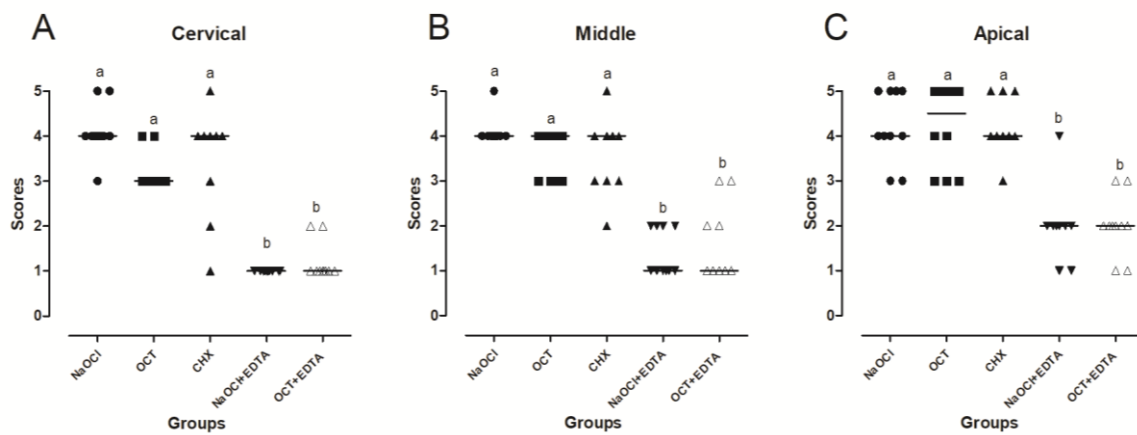 A
Cervical
Scores
5
4
3
2
1
0
a
a
a
b
b
NaOCl
OCT
CHX
NaOCl+EDTA
OCT+EDTA
Groups
B
Middle
Scores
5
4
3
2
1
0
a
a
a
b
b
NaOCl
OCT
CHX
NaOCl+EDTA
OCT+EDTA
Groups
C
Apical
Scores
5
4
3
2
1
0
a
a
a
b
b
NaOCl
OCT
CHX
NaOCl+EDTA
OCT+EDTA
Groups